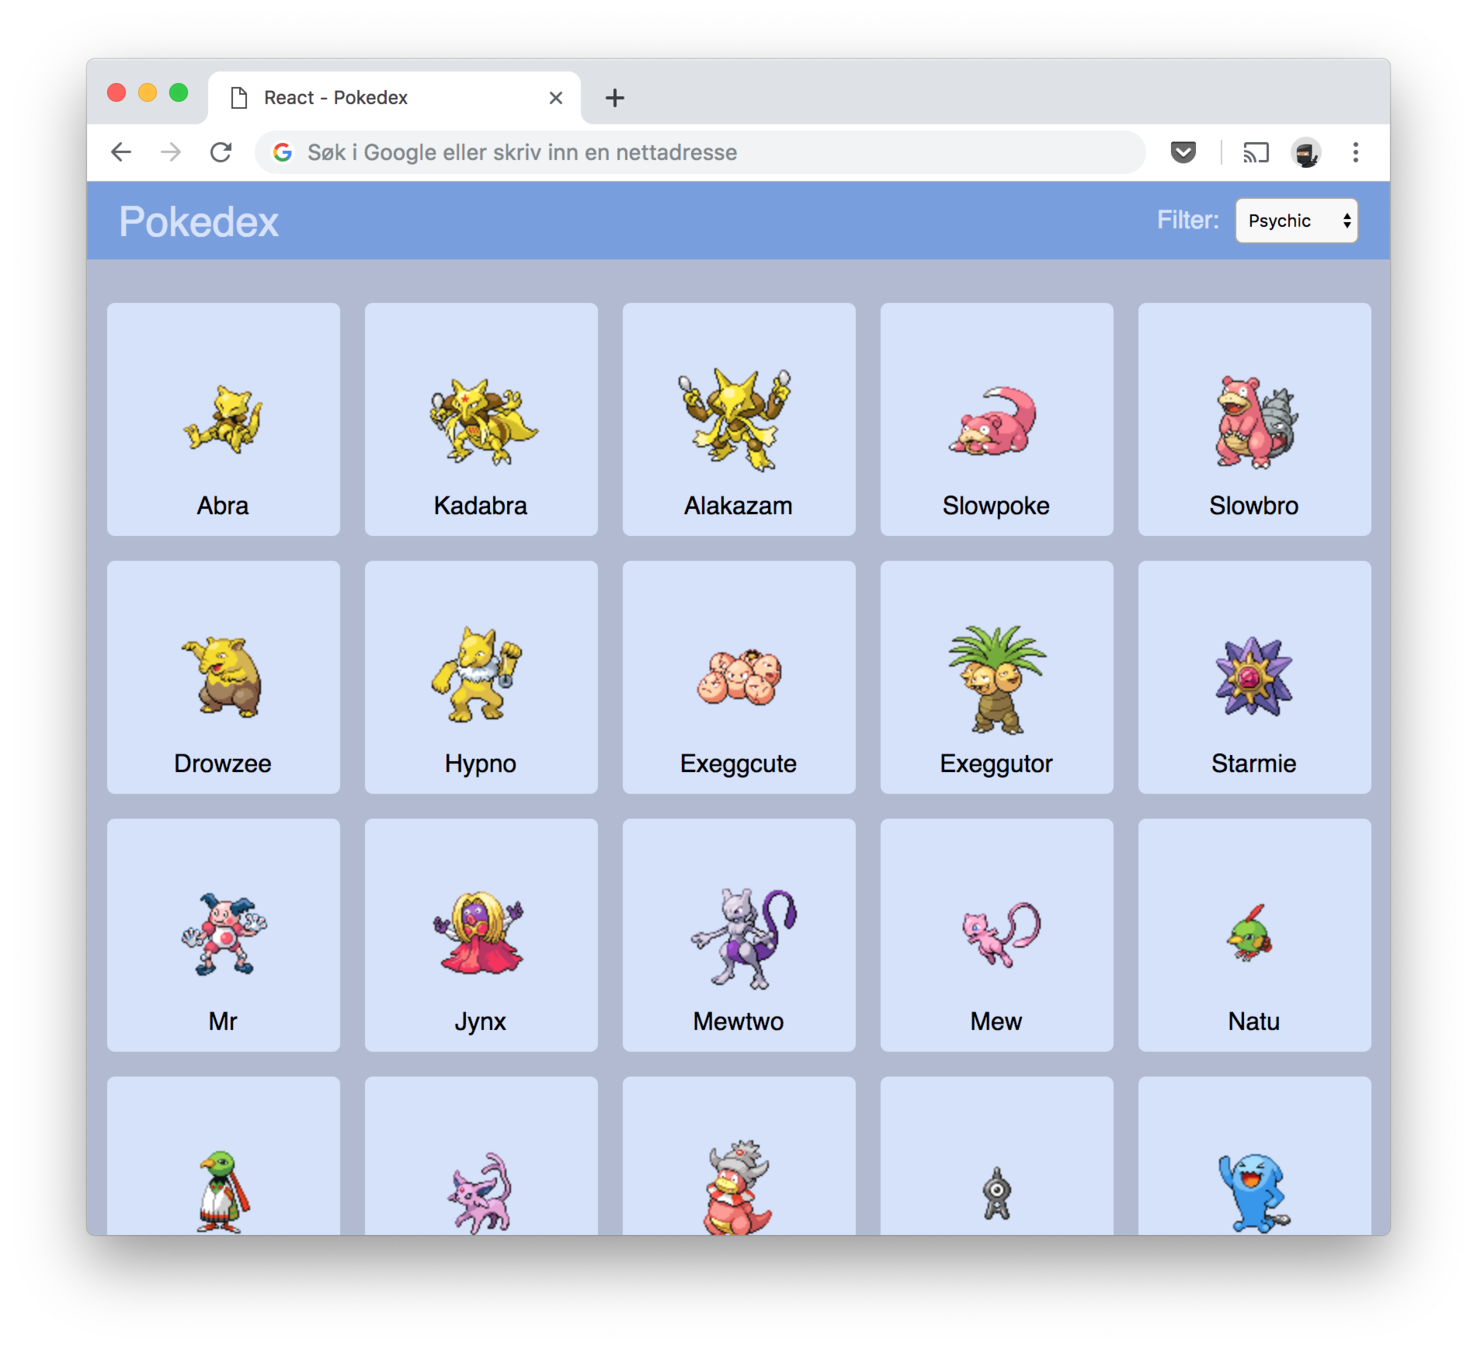 React - Pokedex
Søk i Google eller skriv inn en nettadresse
Pokedex
Filter: Psychic
Abra Kadabra Alakazam Slowpoke Slowbro
Drowzee Hypno Exeggcute Exeggutor Starmie
Mr Jynx Mewtwo Mew Natu